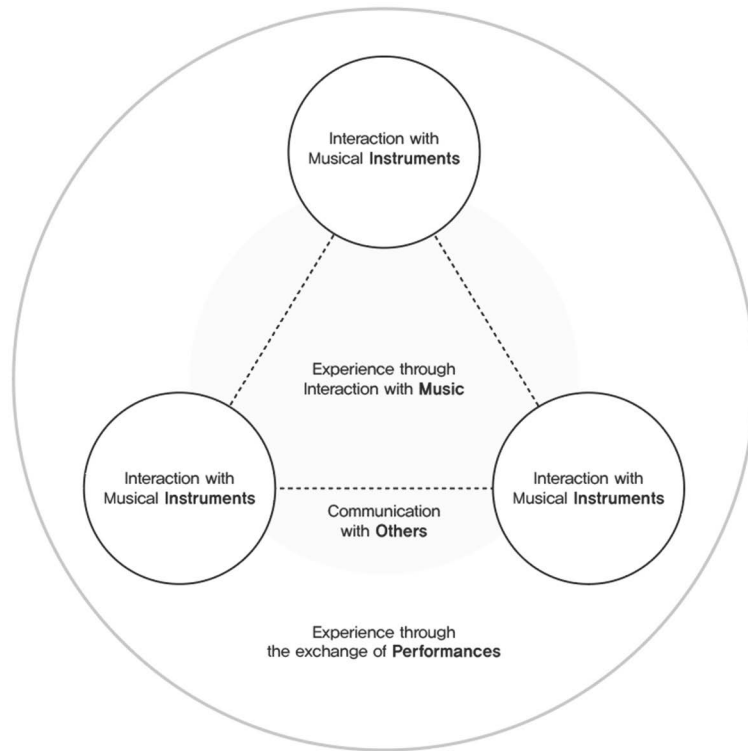 Interaction with
Musical Instruments
Experience through
Interaction with Music
Interaction with
Musical Instruments
Interaction with
Musical Instruments
Communication
with Others
Experience through
the exchange of Performances